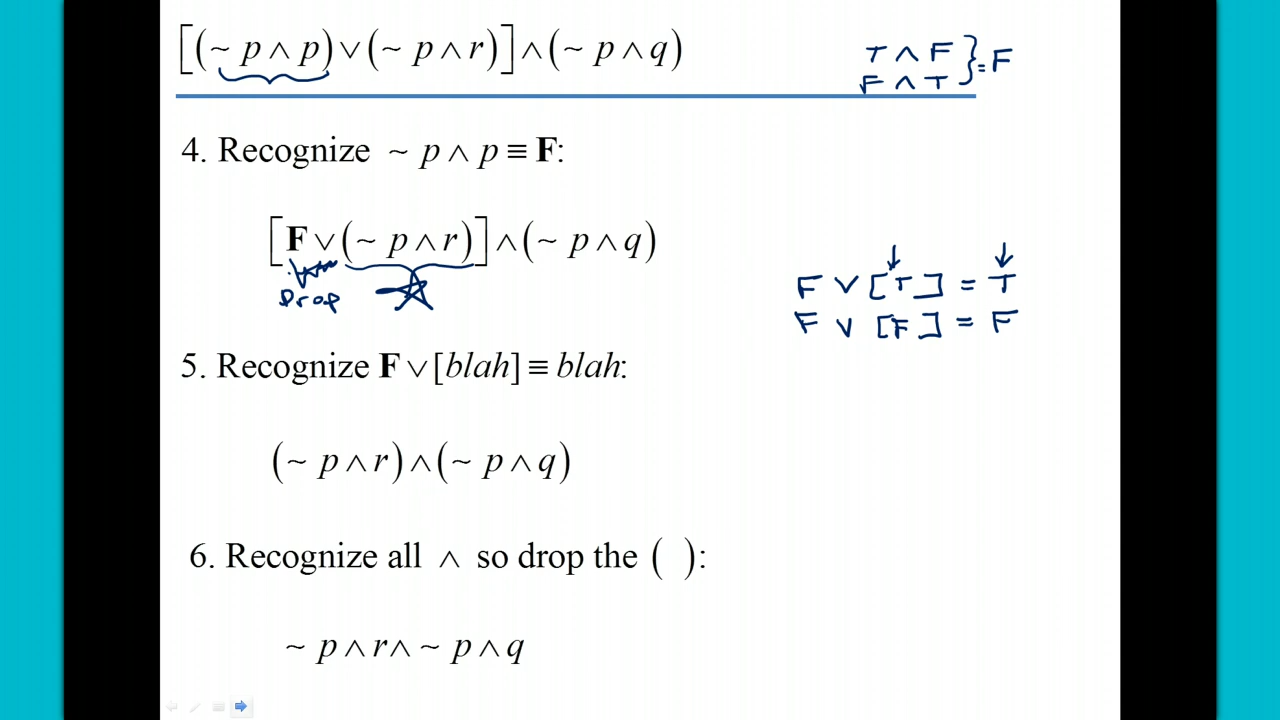 [(~ p ∧ p) ∨ (~ p ∧ r)] ∧ (~ p ∧ q)
T ∧ F
F ∧ T } = F
4. Recognize ~ p ∧ p ≡ F:
[F ∨ (~ p ∧ r)] ∧ (~ p ∧ q)
Drop
F ∨ [T] = T
F ∨ [F] = F
5. Recognize F ∨ [blah] ≡ blah:
(~ p ∧ r) ∧ (~ p ∧ q)
6. Recognize all ∧ so drop the ( ):
~ p ∧ r ∧ ~ p ∧ q